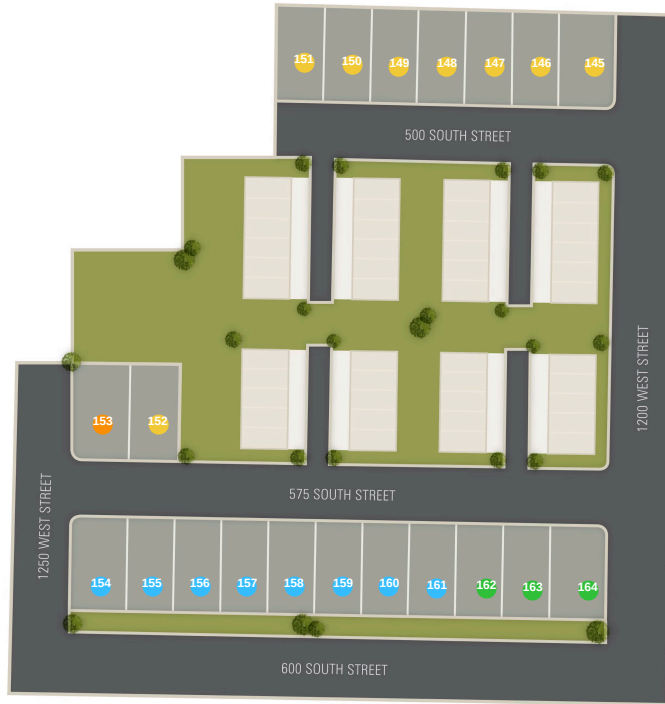 151 150 149 148 147 146 145
500 SOUTH STREET
1200 WEST STREET
153 152
575 SOUTH STREET
1250 WEST STREET
154 155 156 157 158 159 160 161 162 163 164
600 SOUTH STREET